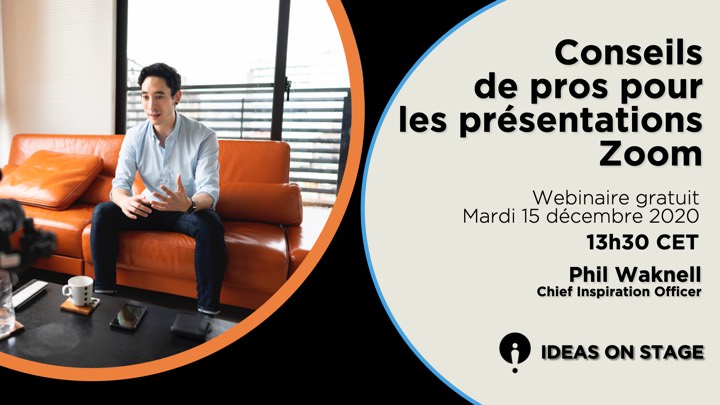 Conseils
de pros pour
les présentations
Zoom
Webinaire gratuit
Mardi 15 décembre 2020
13h30 CET
Phil Waknell
Chief Inspiration Officer
IDEAS ON STAGE